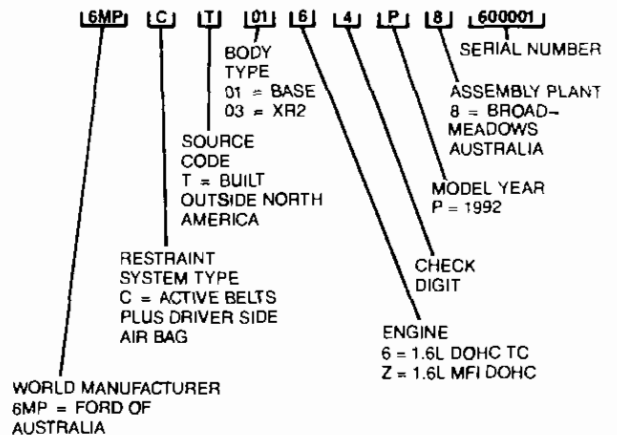 6MP C T 01 6 4 P 8 600001
BODY
TYPE
01 = BASE
03 = XR2
SERIAL NUMBER
ASSEMBLY PLANT
8 = BROAD-
MEADOWS
AUSTRALIA
SOURCE
CODE
T = BUILT
OUTSIDE NORTH
AMERICA
MODEL YEAR
P = 1992
RESTRAINT
SYSTEM TYPE
C = ACTIVE BELTS
PLUS DRIVER SIDE
AIR BAG
CHECK
DIGIT
ENGINE
6 = 1.6L DOHC TC
Z = 1.6L MFI DOHC
WORLD MANUFACTURER
6MP = FORD OF
AUSTRALIA